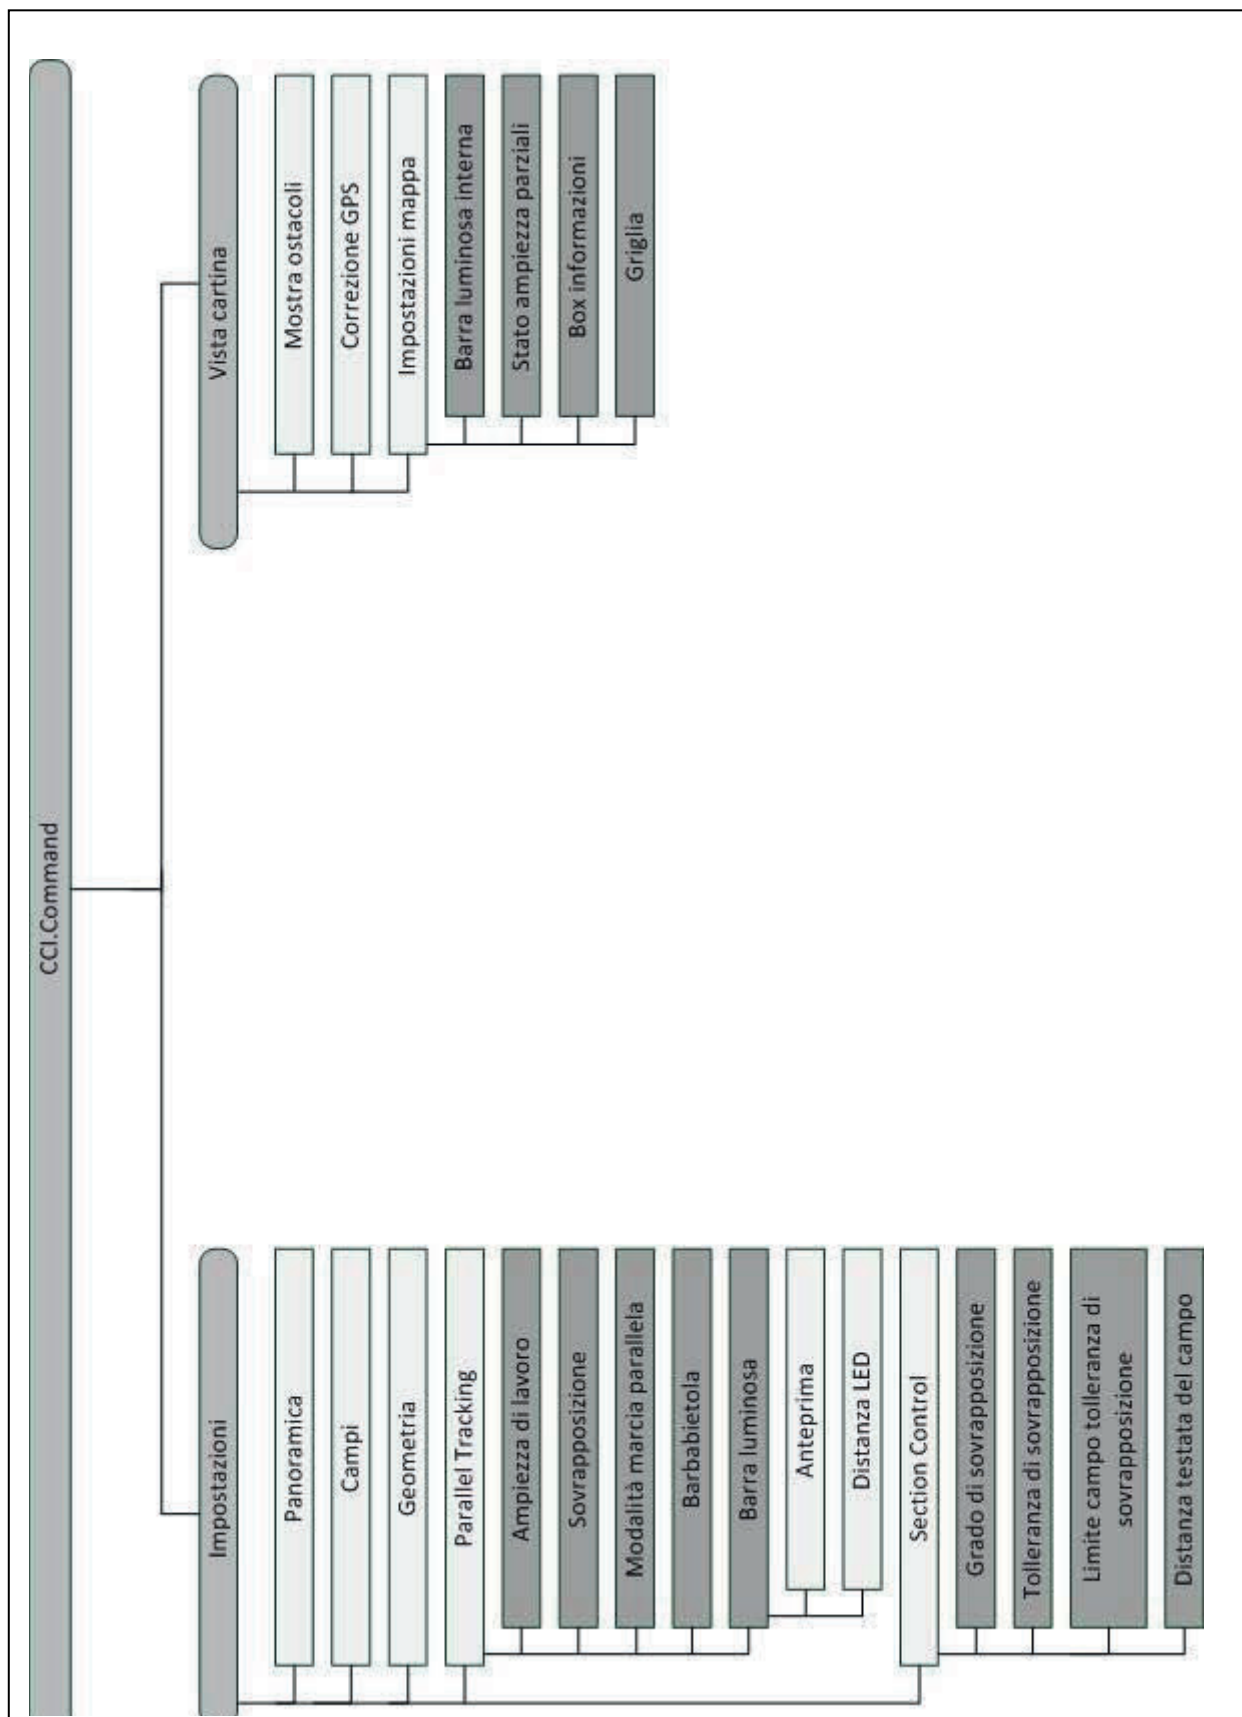 CCI.Command
Impostazioni
Panoramica
Campi
Geometria
Parallel Tracking
Ampiezza di lavoro
Sovrapposizione
Modalità marcia parallela
Barbabietola
Barra luminosa
Anteprima
Distanza LED
Section Control
Grado di sovrapposizione
Tolleranza di sovrapposizione
Limite campo tolleranza di
sovrapposizione
Distanza testata del campo
Vista cartina
Mostra ostacoli
Correzione GPS
Impostazioni mappa
Barra luminosa interna
Stato ampiezza parziali
Box informazioni
Griglia